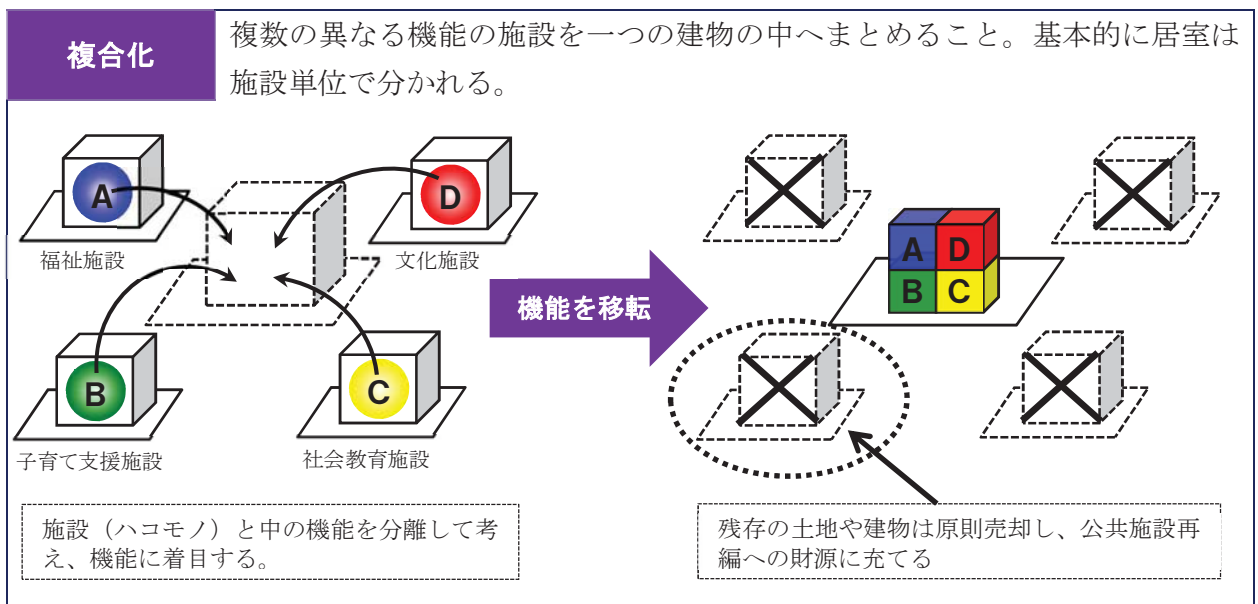 複合化
複数の異なる機能の施設を一つの建物の中へまとめること。基本的に居室は
施設単位で分かれる。
A
D
福祉施設
文化施設
B
C
子育て支援施設
社会教育施設
機能を移転
A D
B C
施設（ハコモノ）と中の機能を分離して考
え、機能に着目する。
残存の土地や建物は原則売却し、公共施設再
編への財源に充てる